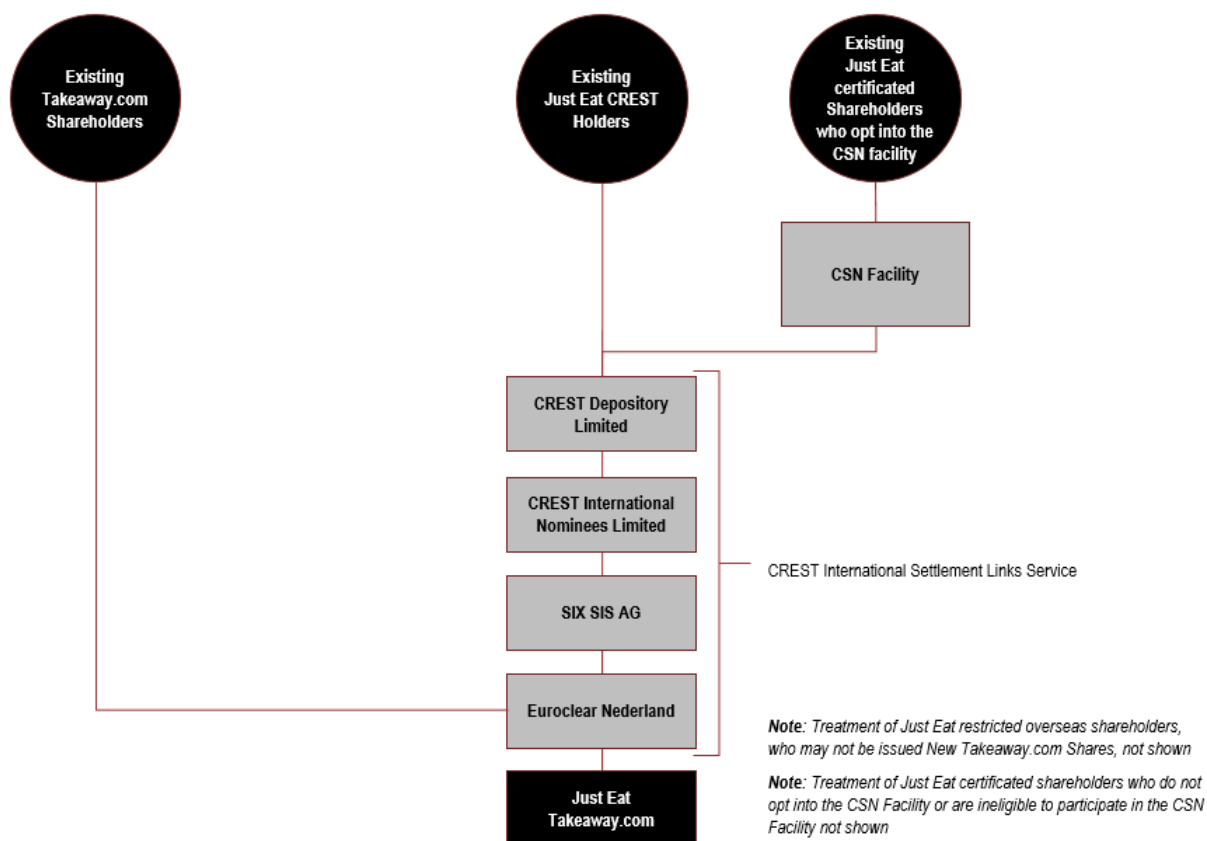 Existing
Takeaway.com
Shareholders
Existing
Just Eat CREST
Holders
Existing
Just Eat
certificated
Shareholders
who opt into the
CSN facility
CSN Facility
CREST Depository
Limited
CREST International
Nominees Limited
SIX SIS AG
Euroclear Nederland
Just Eat
Takeaway.com
CREST International Settlement Links Service
Note: Treatment of Just Eat restricted overseas shareholders,
who may not be issued New Takeaway.com Shares, not shown
Note: Treatment of Just Eat certificated shareholders who do not
opt into the CSN Facility or are ineligible to participate in the CSN
Facility not shown